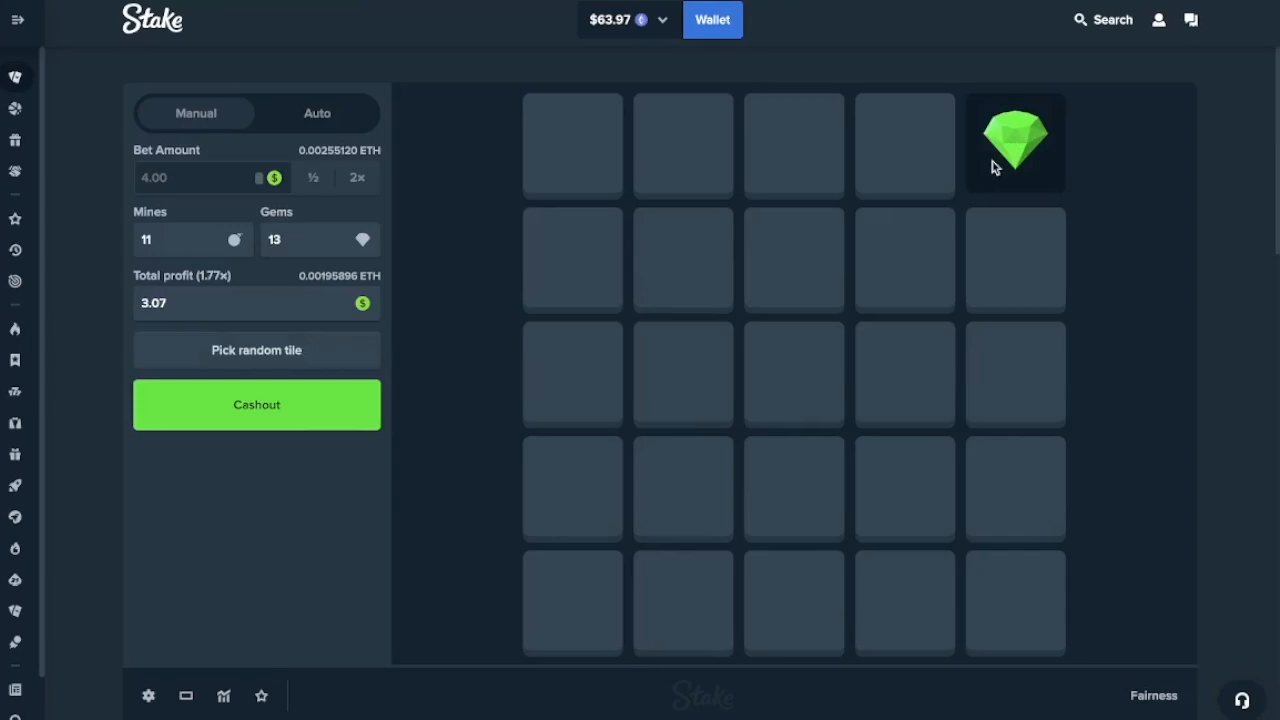 Stake
$63.97
Wallet
Search
Manual
Auto
Bet Amount
0.00255120 ETH
4.00
½
2×
Mines
Gems
11
13
Total profit (1.77×)
0.00195896 ETH
3.07
Pick random tile
Cashout
Stake
Fairness